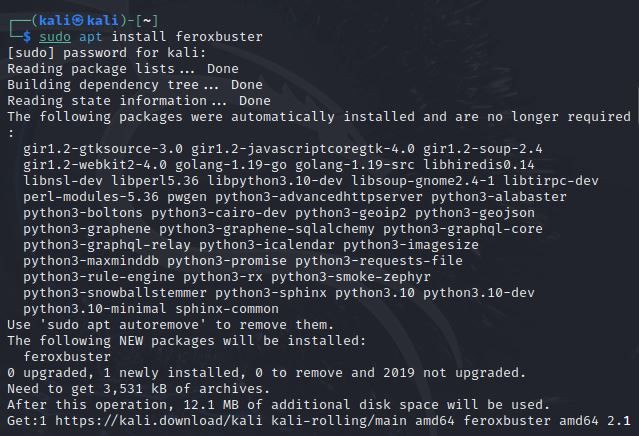 ┌──(kali㉿kali)-[~]
└─$ sudo apt install feroxbuster
[sudo] password for kali:
Reading package lists... Done
Building dependency tree... Done
Reading state information... Done
The following packages were automatically installed and are no longer required
:
  gir1.2-gtksource-3.0 gir1.2-javascriptcoregtk-4.0 gir1.2-soup-2.4
  gir1.2-webkit2-4.0 golang-1.19-go golang-1.19-src libhiredis0.14
  libnsl-dev libperl5.36 libpython3.10-dev libsoup-gnome2.4-1 libtirpc-dev
  perl-modules-5.36 pwgen python3-advancedhttpserver python3-alabaster
  python3-boltons python3-cairo-dev python3-geoip2 python3-geojson
  python3-graphene python3-graphene-sqlalchemy python3-graphql-core
  python3-graphql-relay python3-icalendar python3-imagesize
  python3-maxminddb python3-promise python3-requests-file
  python3-rule-engine python3-rx python3-smoke-zephyr
  python3-snowballstemmer python3-sphinx python3.10 python3.10-dev
  python3.10-minimal sphinx-common
Use 'sudo apt autoremove' to remove them.
The following NEW packages will be installed:
  feroxbuster
0 upgraded, 1 newly installed, 0 to remove and 2019 not upgraded.
Need to get 3,531 kB of archives.
After this operation, 12.1 MB of additional disk space will be used.
Get:1 https://kali.download/kali kali-rolling/main amd64 feroxbuster amd64 2.1